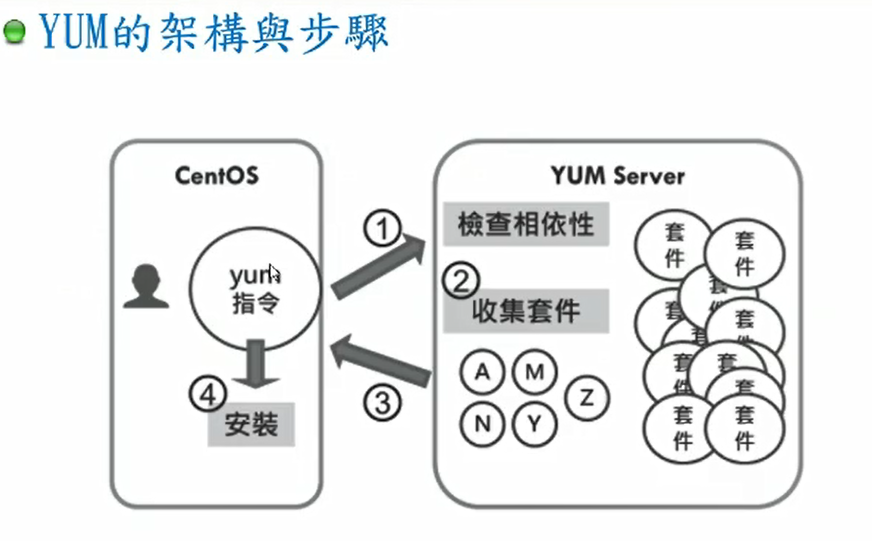 YUM的架構與步驟
CentOS
YUM Server
①
檢查相依性
yum
指令
②
收集套件
③
④
安裝
A
M
Z
N
Y
套
件
套
件
套
件
套
件
套
件
套
件
套
件
套
件
套
件
套
件